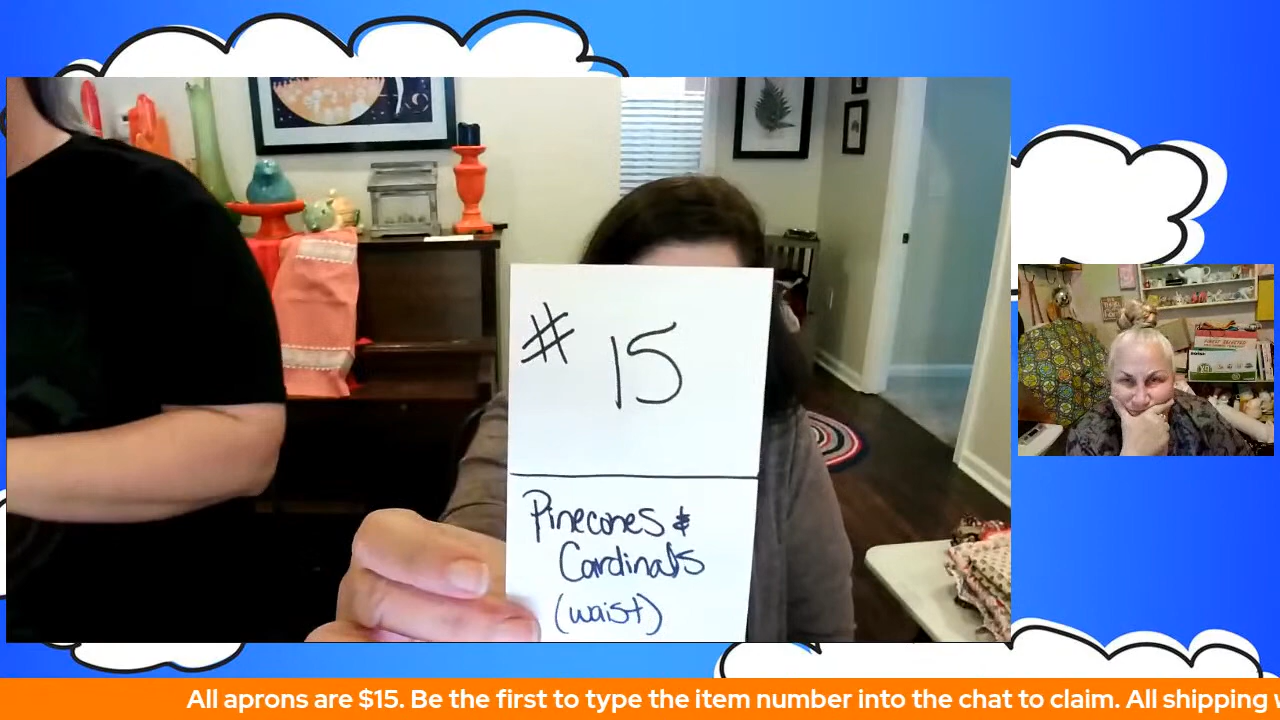 # 15
Pinecones &
Cardinals
(waist)
All aprons are $15. Be the first to type the item number into the chat to claim. All shipping